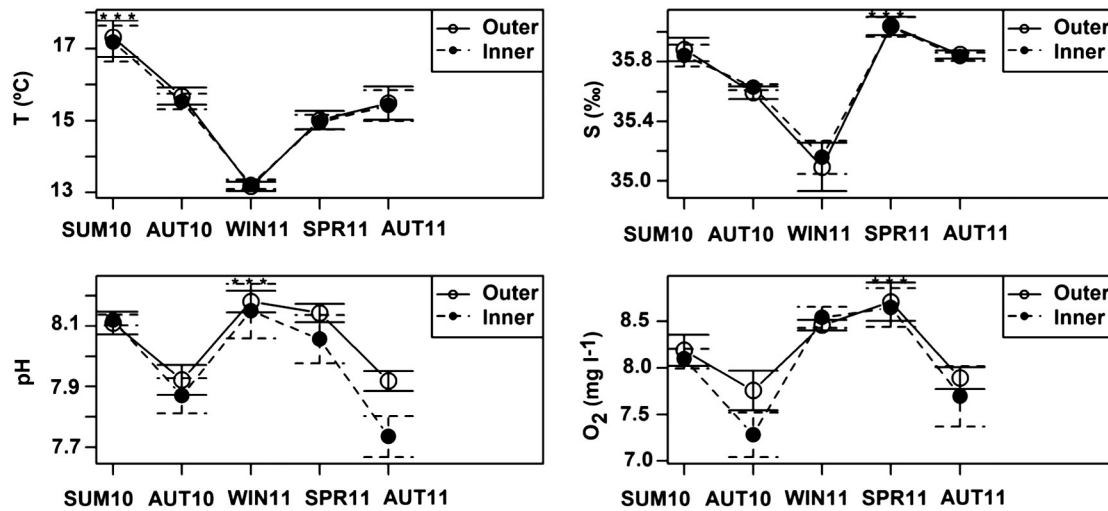 * * *
17
15
13
T (ºC)
Outer
Inner
SUM10 AUT10 WIN11 SPR11 AUT11
* * *
35.8
35.4
35.0
S (‰)
Outer
Inner
SUM10 AUT10 WIN11 SPR11 AUT11
* * *
8.1
7.9
7.7
pH
Outer
Inner
SUM10 AUT10 WIN11 SPR11 AUT11
* * *
8.5
8.0
7.5
7.0
O2 (mg l-1)
Outer
Inner
SUM10 AUT10 WIN11 SPR11 AUT11